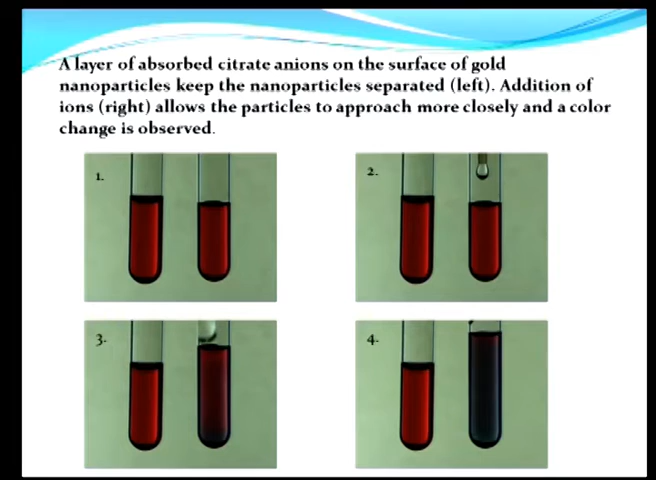 A layer of absorbed citrate anions on the surface of gold
nanoparticles keep the nanoparticles separated (left). Addition of
ions (right) allows the particles to approach more closely and a color
change is observed.
1.
2.
3.
4.